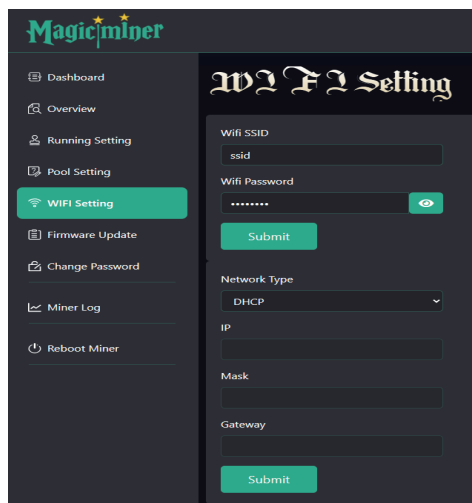 Magicminer
Dashboard
Overview
Running Setting
Pool Setting
WIFI Setting
Firmware Update
Change Password
Miner Log
Reboot Miner
WIFI Setting
Wifi SSID
ssid
Wifi Password
••••••••
Submit
Network Type
DHCP
IP
Mask
Gateway
Submit